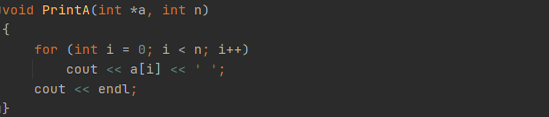 void PrintA(int *a, int n)
{
    for (int i = 0; i < n; i++)
        cout << a[i] << ' ';
    cout << endl;
}